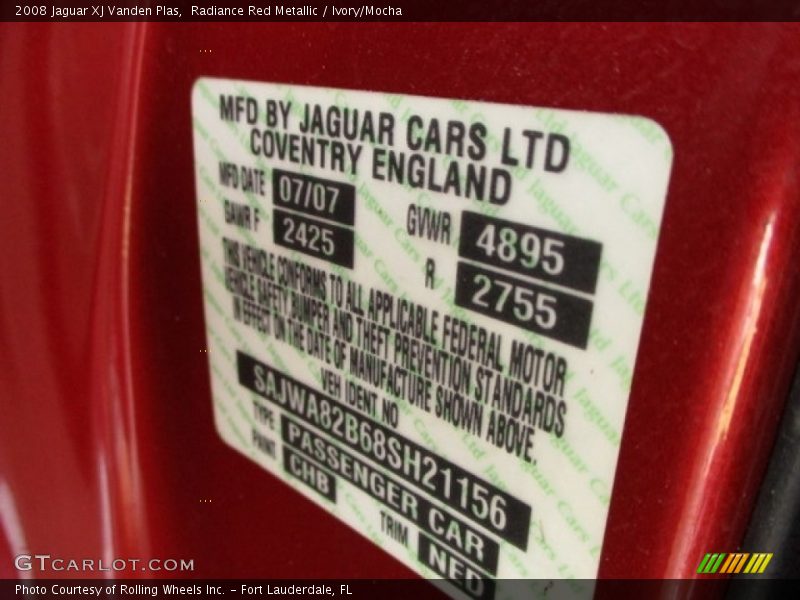 2008 Jaguar XJ Vanden Plas,  Radiance Red Metallic / Ivory/Mocha
MFD BY JAGUAR CARS LTD
COVENTRY ENGLAND
MFD DATE 07/07
GAWR F 2425
GVWR 4895
R 2755
THIS VEHICLE CONFORMS TO ALL APPLICABLE FEDERAL MOTOR
VEHICLE SAFETY, BUMPER AND THEFT PREVENTION STANDARDS
IN EFFECT ON THE DATE OF MANUFACTURE SHOWN ABOVE.
VEH IDENT NO
SAJWA82B68SH21156
TYPE PASSENGER CAR
PAINT CHB
TRIM NED
GTCARLOT.COM
Photo Courtesy of Rolling Wheels Inc. - Fort Lauderdale, FL